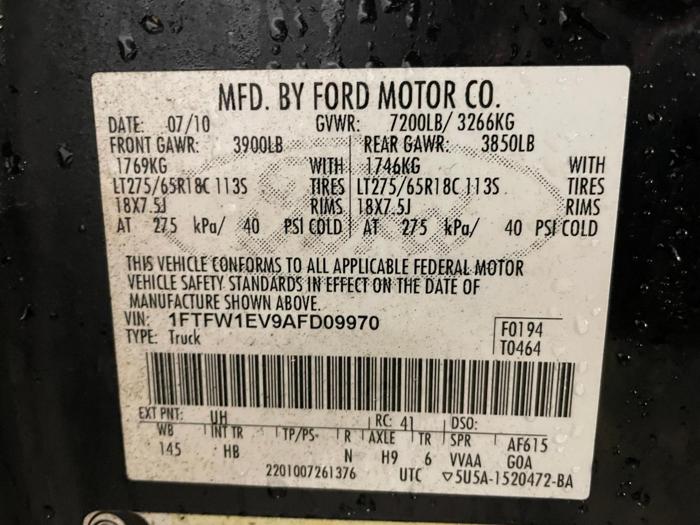 MFD. BY FORD MOTOR CO.
DATE: 07/10 GVWR: 7200LB/ 3266KG
FRONT GAWR: 3900LB REAR GAWR: 3850LB
1769KG WITH 1746KG WITH
LT275/65R18C 113S TIRES LT275/65R18C 113S TIRES
18X7.5J RIMS 18X7.5J RIMS
AT 275 kPa/ 40 PSI COLD AT 275 kPa/ 40 PSI COLD
THIS VEHICLE CONFORMS TO ALL APPLICABLE FEDERAL MOTOR
VEHICLE SAFETY STANDARDS IN EFFECT ON THE DATE OF
MANUFACTURE SHOWN ABOVE.
VIN: 1FTFW1EV9AFD09970 F0194
TYPE: Truck T0464
EXT PNT: UH RC: 41 DSO:
WB INT TR TP/PS R AXLE TR SPR AF615
145 HB N H9 6 VVAA GOA
2201007261376 UTC ▽5U5A-1520472-BA